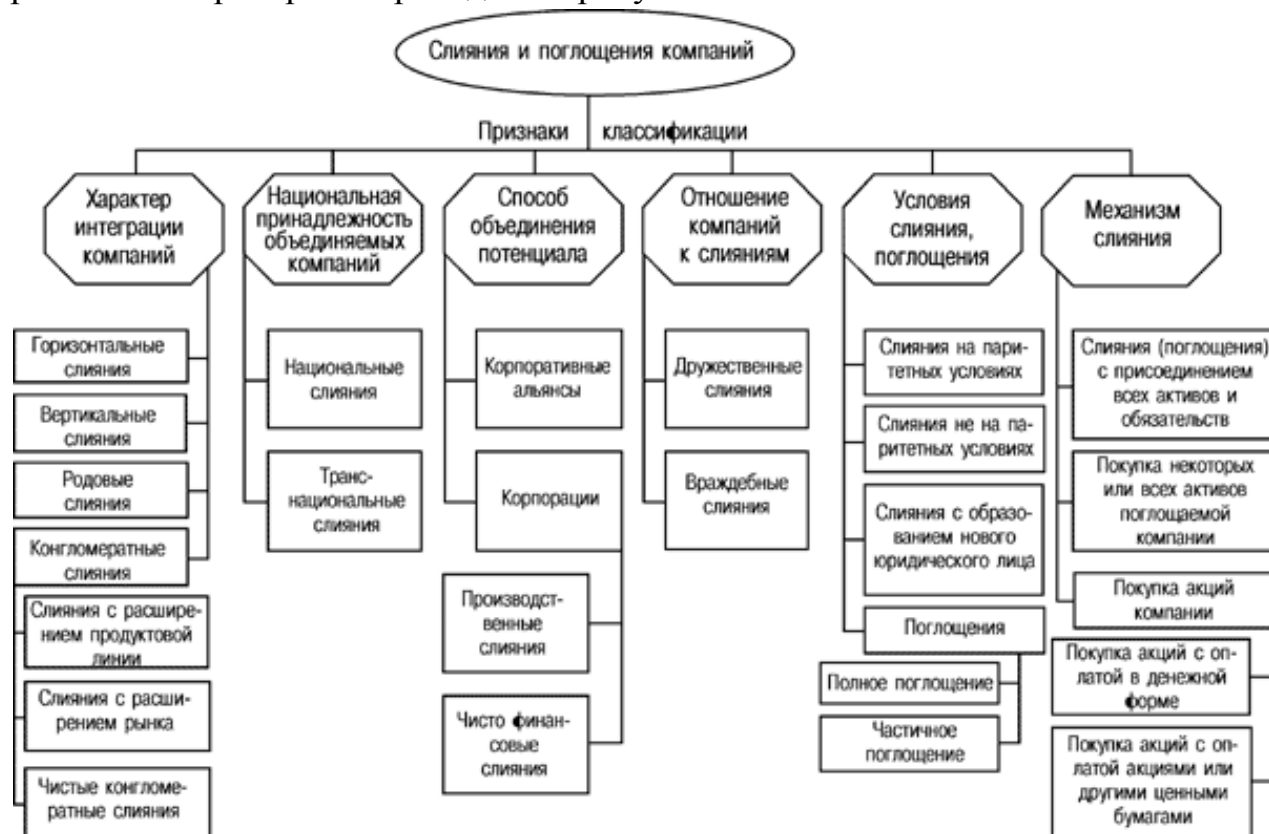 Слияния и поглощения компаний
Признаки классификации
Характер
интеграции
компаний
Национальная
принадлежность
объединяемых
компаний
Способ
объединения
потенциала
Отношение
компаний
к слияниям
Условия
слияния,
поглощения
Механизм
слияния
Горизонтальные
слияния
Вертикальные
слияния
Родовые
слияния
Конгломератные
слияния
Слияния с расшире-
нием продуктовой
линии
Слияния с расши-
рением рынка
Чистые конгломе-
ратные слияния
Национальные
слияния
Транс-
национальные
слияния
Корпоративные
альянсы
Корпорации
Производст-
венные
слияния
Чисто финан-
совые
слияния
Дружественные
слияния
Враждебные
слияния
Слияния на пари-
тетных условиях
Слияния не на па-
ритетных условиях
Слияния с образо-
ванием нового
юридического лица
Поглощения
Полное поглощение
Частичное
поглощение
Слияния (поглощения)
с присоединением
всех активов и
обязательств
Покупка некоторых
или всех активов
поглощаемой
компании
Покупка акций
компании
Покупка акций с оп-
латой в денежной
форме
Покупка акций с оп-
латой акциями или
другими ценными
бумагами